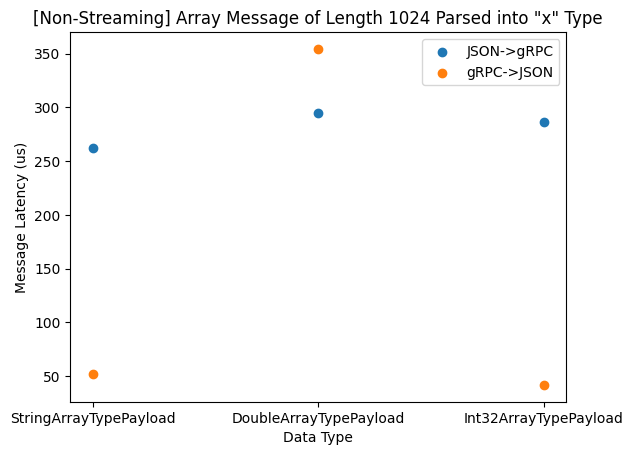 [Non-Streaming] Array Message of Length 1024 Parsed into "x" Type
JSON->gRPC
gRPC->JSON
350
300
250
200
150
100
50
Message Latency (us)
StringArrayTypePayload
DoubleArrayTypePayload
Int32ArrayTypePayload
Data Type